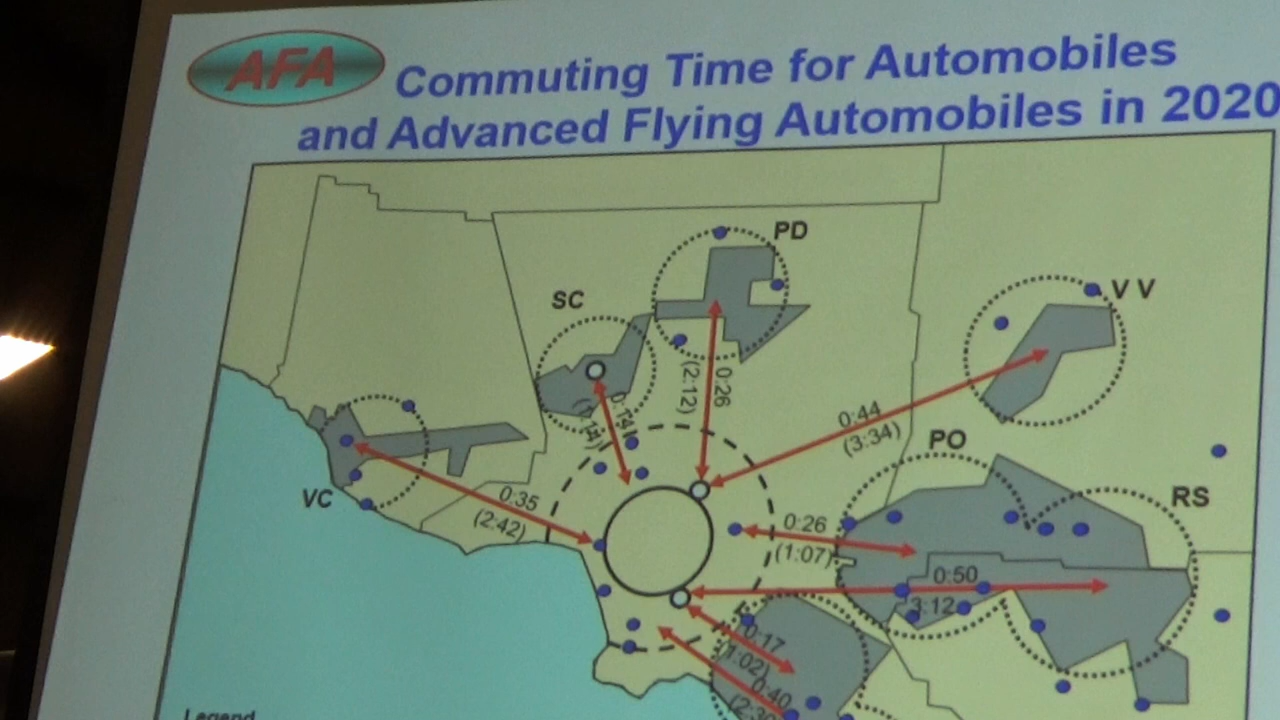 AFA
Commuting Time for Automobiles
and Advanced Flying Automobiles in 2020
PD
SC
V V
0:26
(2:12)
0:44
(3:34)
PO
VC
0:35
(2:42)
RS
0:26
(1:07)
0:50
3:12
0:17
(1:02)
0:40
Legend